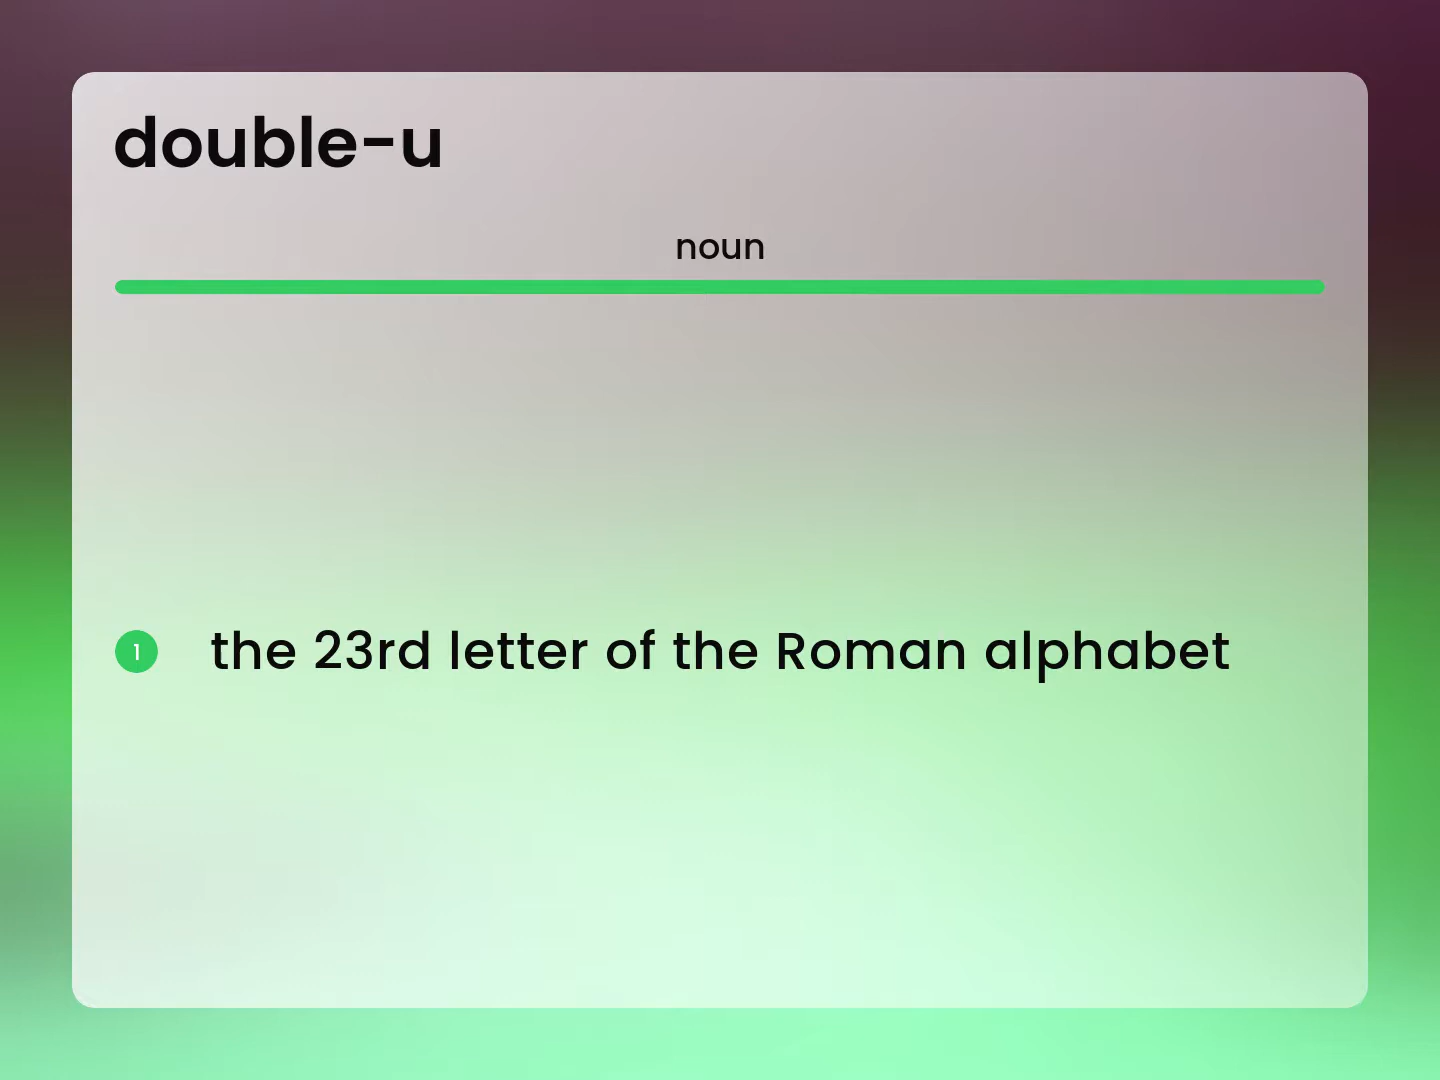 double-u
noun
1 the 23rd letter of the Roman alphabet